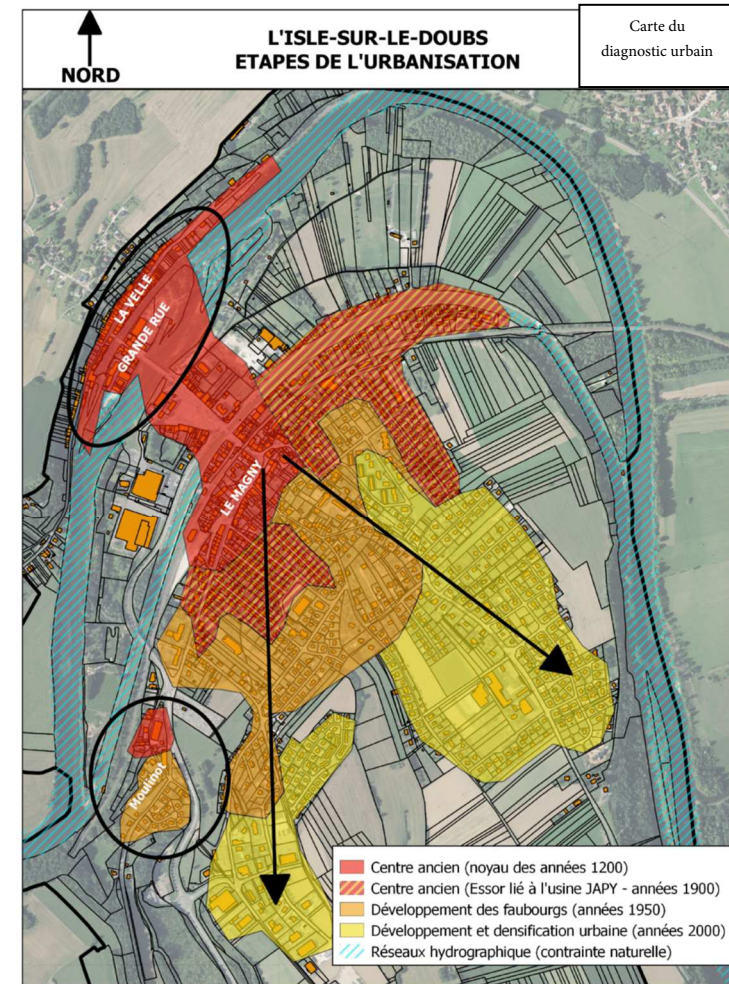 NORD
L'ISLE-SUR-LE-DOUBS
ETAPES DE L'URBANISATION
Carte du
diagnostic urbain
LA VELLE
GRANDE RUE
LE MAGNY
Moulinot
Centre ancien (noyau des années 1200)
Centre ancien (Essor lié à l'usine JAPY - années 1900)
Développement des faubourgs (années 1950)
Développement et densification urbaine (années 2000)
Réseaux hydrographique (contrainte naturelle)